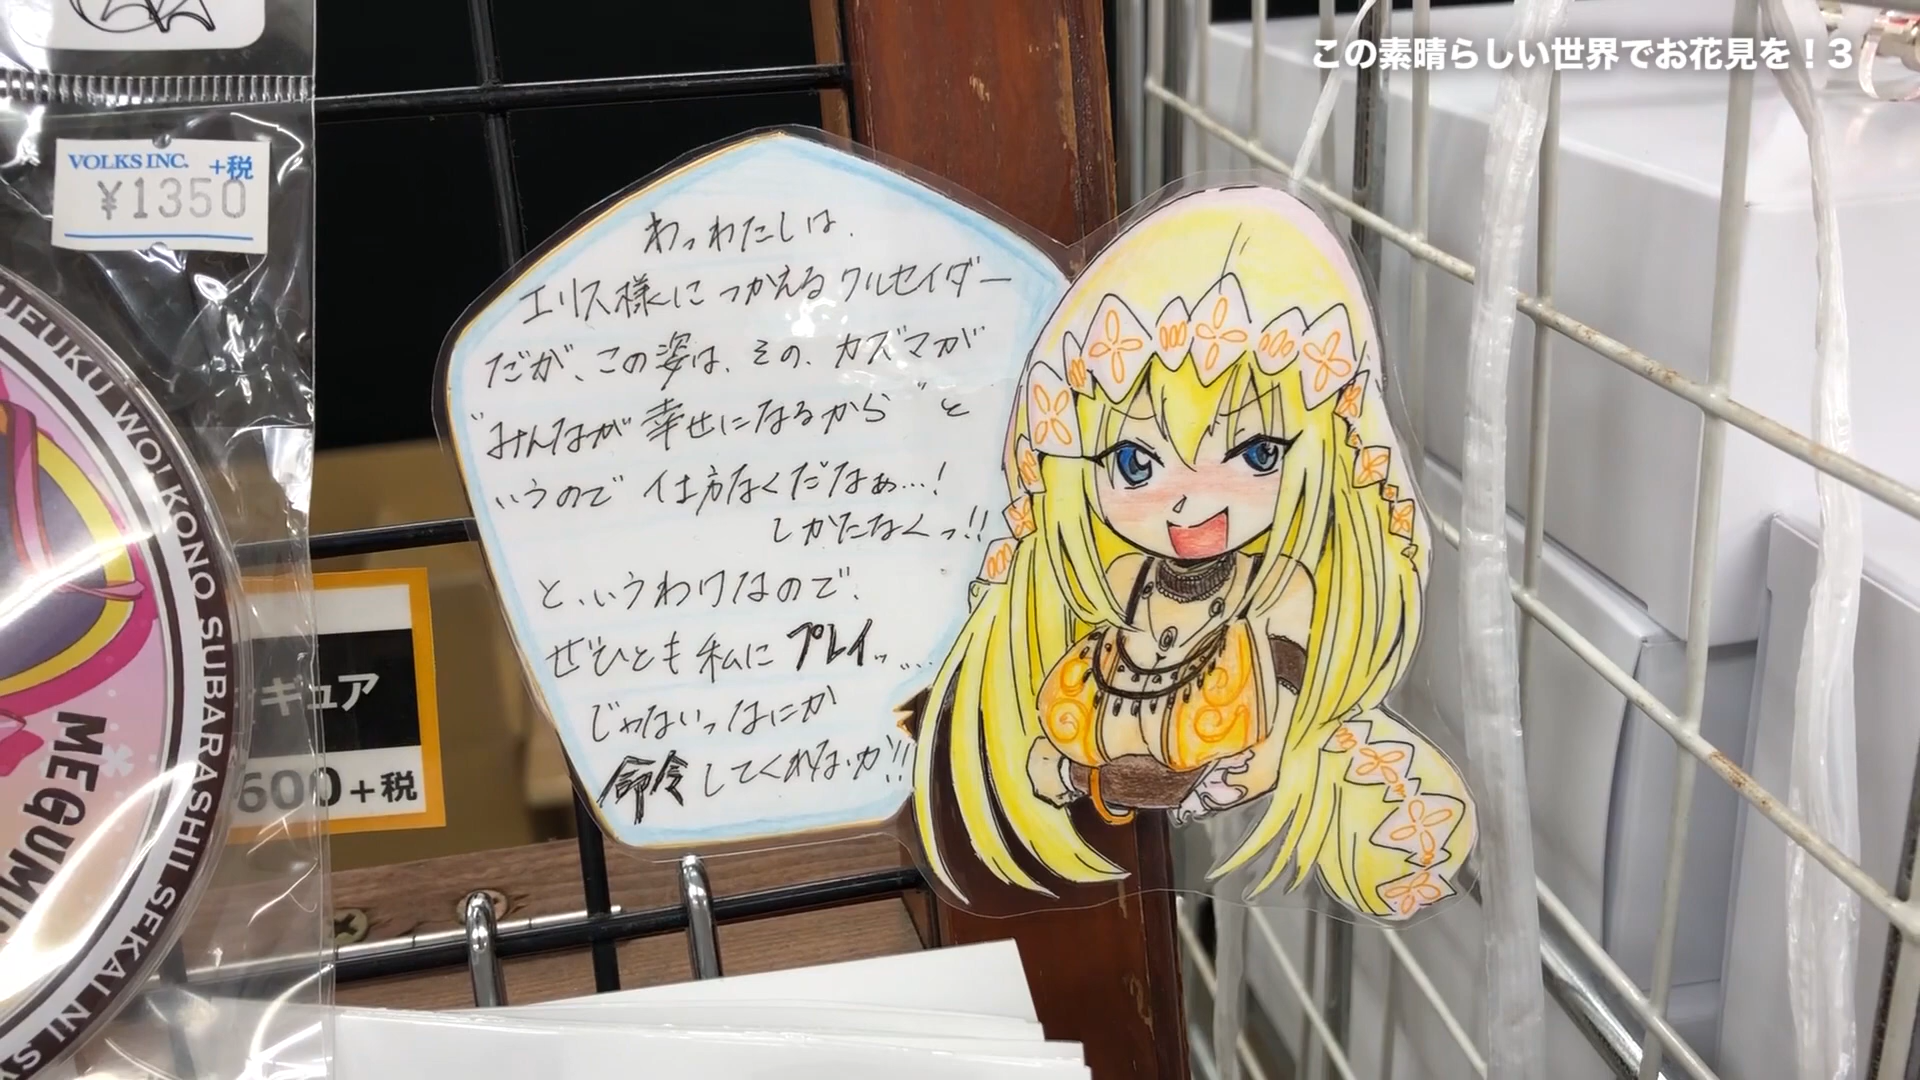 この素晴らしい世界でお花見を！3
VOLKS INC. +税
¥1350
わっわたしは、
エリス様につかえるクルセイダー
だが、この姿は、その、カズマが
"みんなが幸せになるから"と
いうので仕方なくだなぁ…!
しかたなくっ!!
と、いうわけなので、
ぜひとも私にプレイッ……
じゃないっなにか
命令してくれないか!!
ギュア
600+税
UIFUKU WO! KONO SUBARASHII SEKAI NI SY
MEGUMI